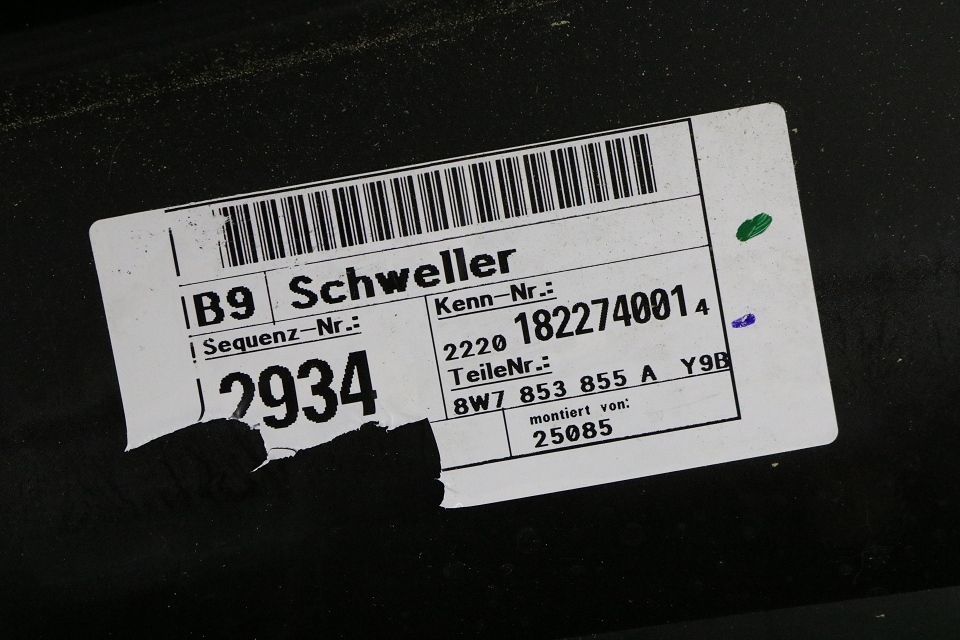 B9 Schweller
Sequenz-Nr.:
2934
Kenn-Nr.:
2220 182274001 4
TeileNr.:
8W7 853 855 A Y9B
montiert von:
25085